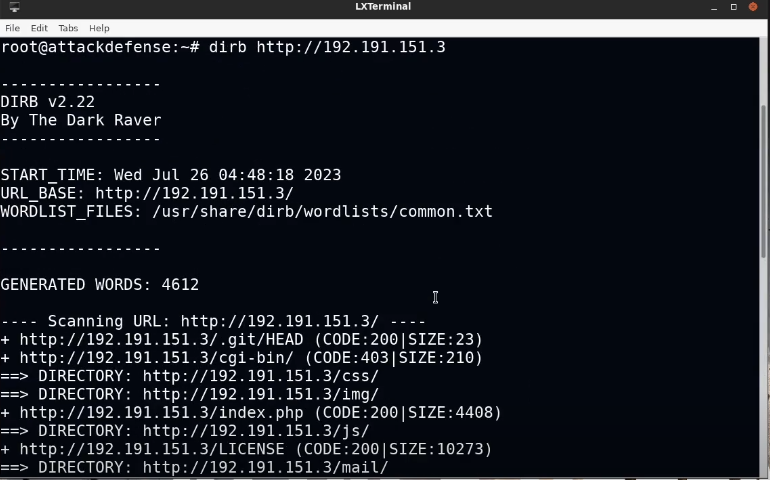 LXTerminal
File Edit Tabs Help
root@attackdefense:~# dirb http://192.191.151.3
-----------------
DIRB v2.22
By The Dark Raver
-----------------
START_TIME: Wed Jul 26 04:48:18 2023
URL_BASE: http://192.191.151.3/
WORDLIST_FILES: /usr/share/dirb/wordlists/common.txt
-----------------
GENERATED WORDS: 4612
---- Scanning URL: http://192.191.151.3/ ----
+ http://192.191.151.3/.git/HEAD (CODE:200|SIZE:23)
+ http://192.191.151.3/cgi-bin/ (CODE:403|SIZE:210)
==> DIRECTORY: http://192.191.151.3/css/
==> DIRECTORY: http://192.191.151.3/img/
+ http://192.191.151.3/index.php (CODE:200|SIZE:4408)
==> DIRECTORY: http://192.191.151.3/js/
+ http://192.191.151.3/LICENSE (CODE:200|SIZE:10273)
==> DIRECTORY: http://192.191.151.3/mail/